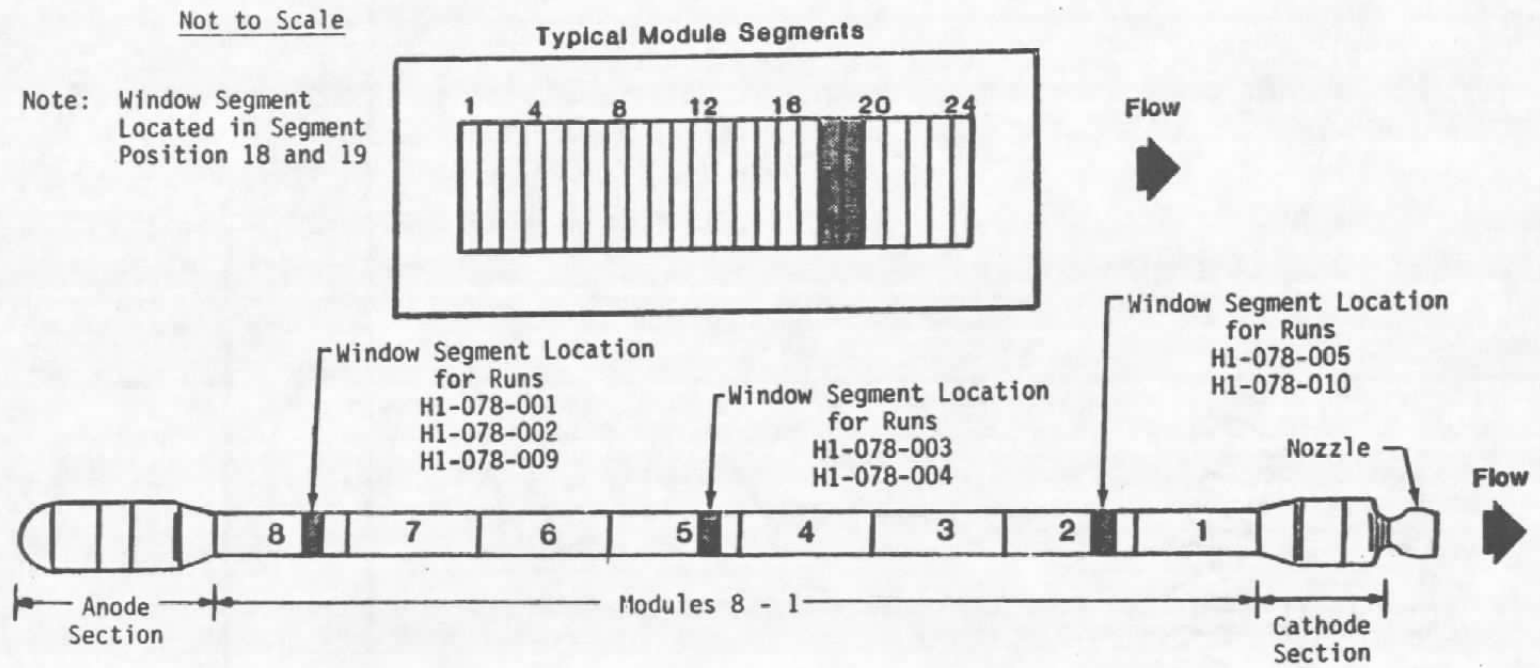 Not to Scale
Note: Window Segment
Located in Segment
Position 18 and 19
Typical Module Segments
1 4 8 12 16 20 24
Flow
Window Segment Location
for Runs
H1-078-001
H1-078-002
H1-078-009
Window Segment Location
for Runs
H1-078-003
H1-078-004
Window Segment Location
for Runs
H1-078-005
H1-078-010
Nozzle
Flow
8 7 6 5 4 3 2 1
Anode
Section
Modules 8 - 1
Cathode
Section